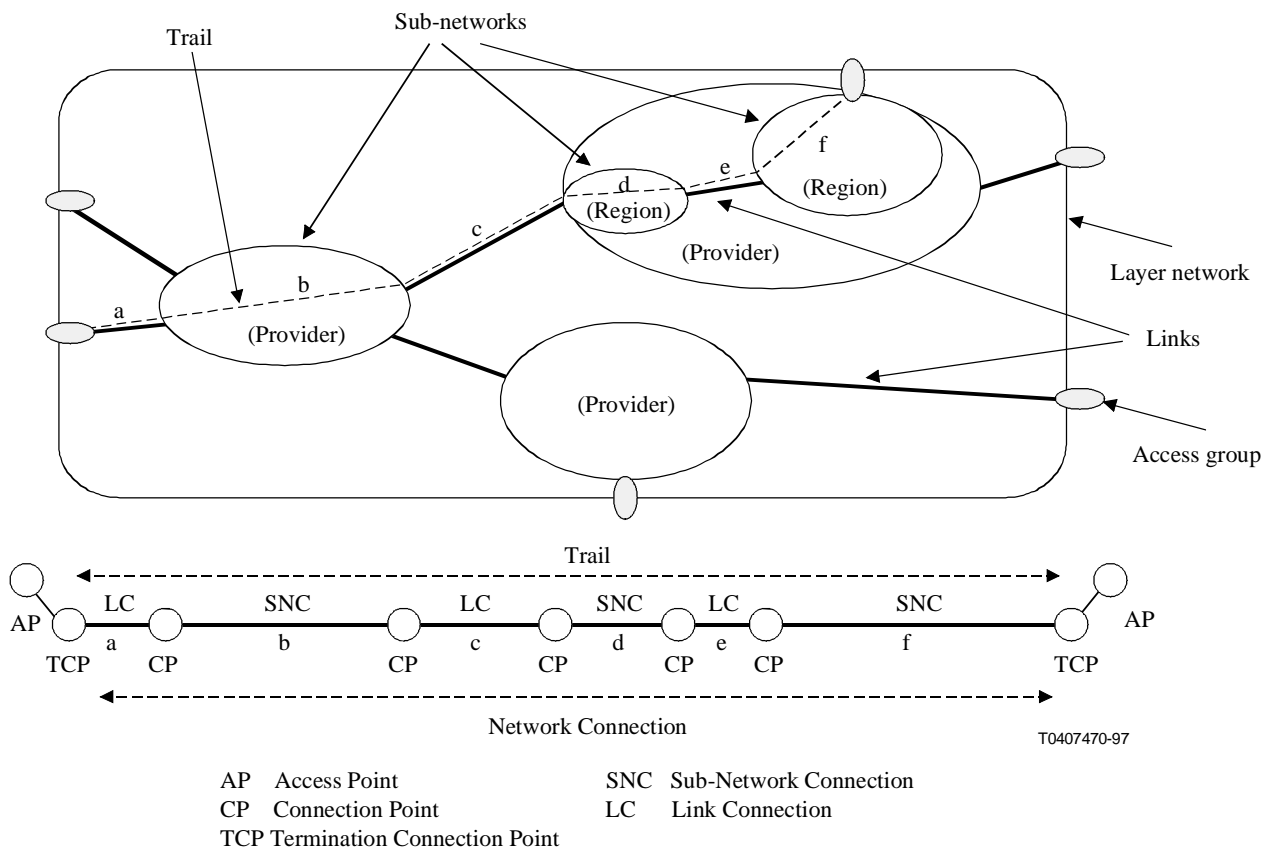 Sub-networks
Trail
f
e
d
(Region)
(Region)
c
(Provider)
Layer network
b
a
(Provider)
Links
(Provider)
Access group
Trail
LC SNC LC SNC LC SNC
AP AP
a b c d e f
TCP CP CP CP CP CP TCP
Network Connection
T0407470-97
AP Access Point SNC Sub-Network Connection
CP Connection Point LC Link Connection
TCP Termination Connection Point